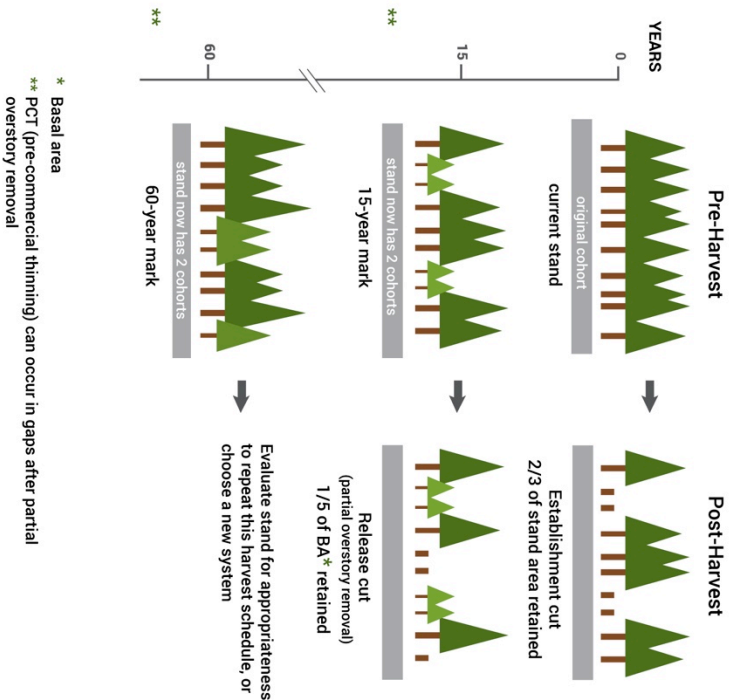 YEARS
Pre-Harvest
Post-Harvest
0
original cohort
current stand
Establishment cut
2/3 of stand area retained
15
**
stand now has 2 cohorts
15-year mark
Release cut
(partial overstory removal)
1/5 of BA* retained
60
**
stand now has 2 cohorts
60-year mark
Evaluate stand for appropriateness
to repeat this harvest schedule, or
choose a new system
* Basal area
** PCT (pre-commercial thinning) can occur in gaps after partial
overstory removal